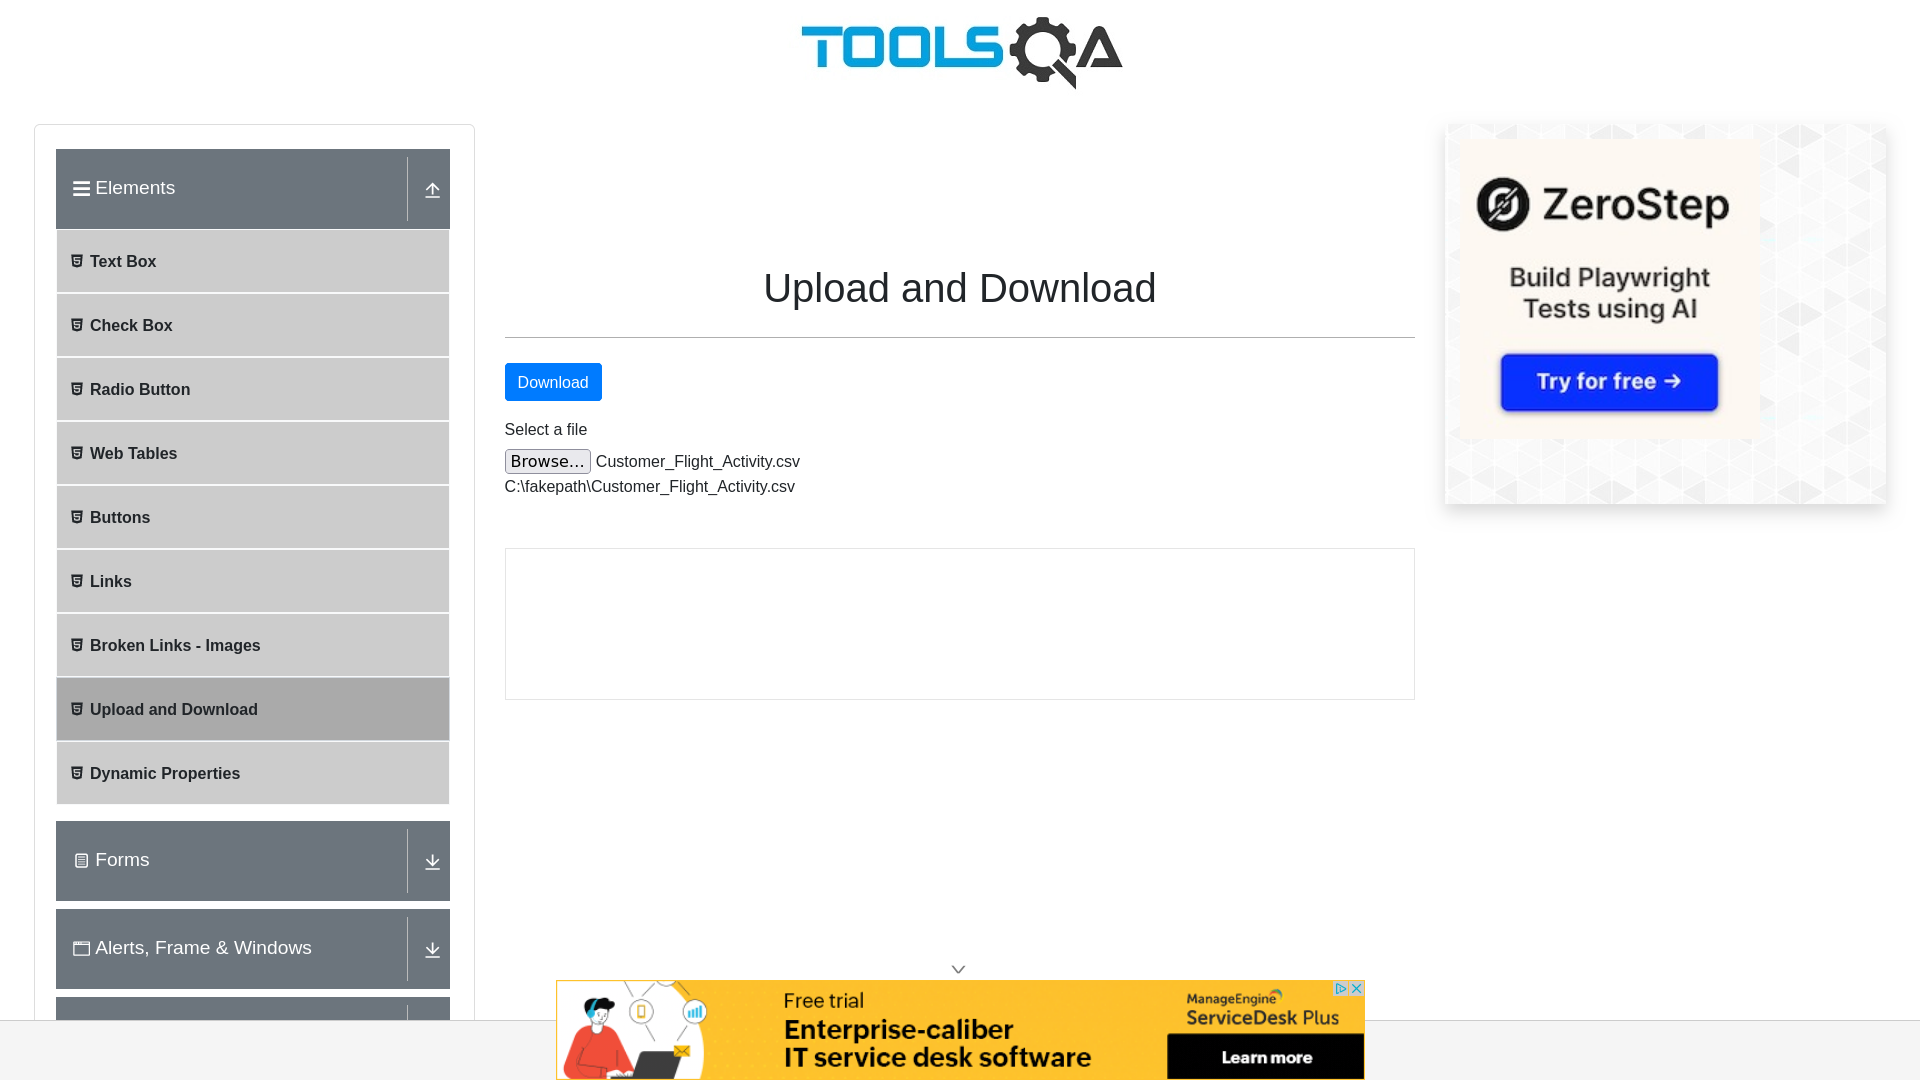 TOOLSQA
Elements
Text Box
Check Box
Radio Button
Web Tables
Buttons
Links
Broken Links - Images
Upload and Download
Dynamic Properties
Forms
Alerts, Frame & Windows
Upload and Download
Download
Select a file
Browse... Customer_Flight_Activity.csv
C:\fakepath\Customer_Flight_Activity.csv
ZeroStep
Build Playwright
Tests using AI
Try for free →
Free trial
Enterprise-caliber
IT service desk software
ManageEngine
ServiceDesk Plus
Learn more